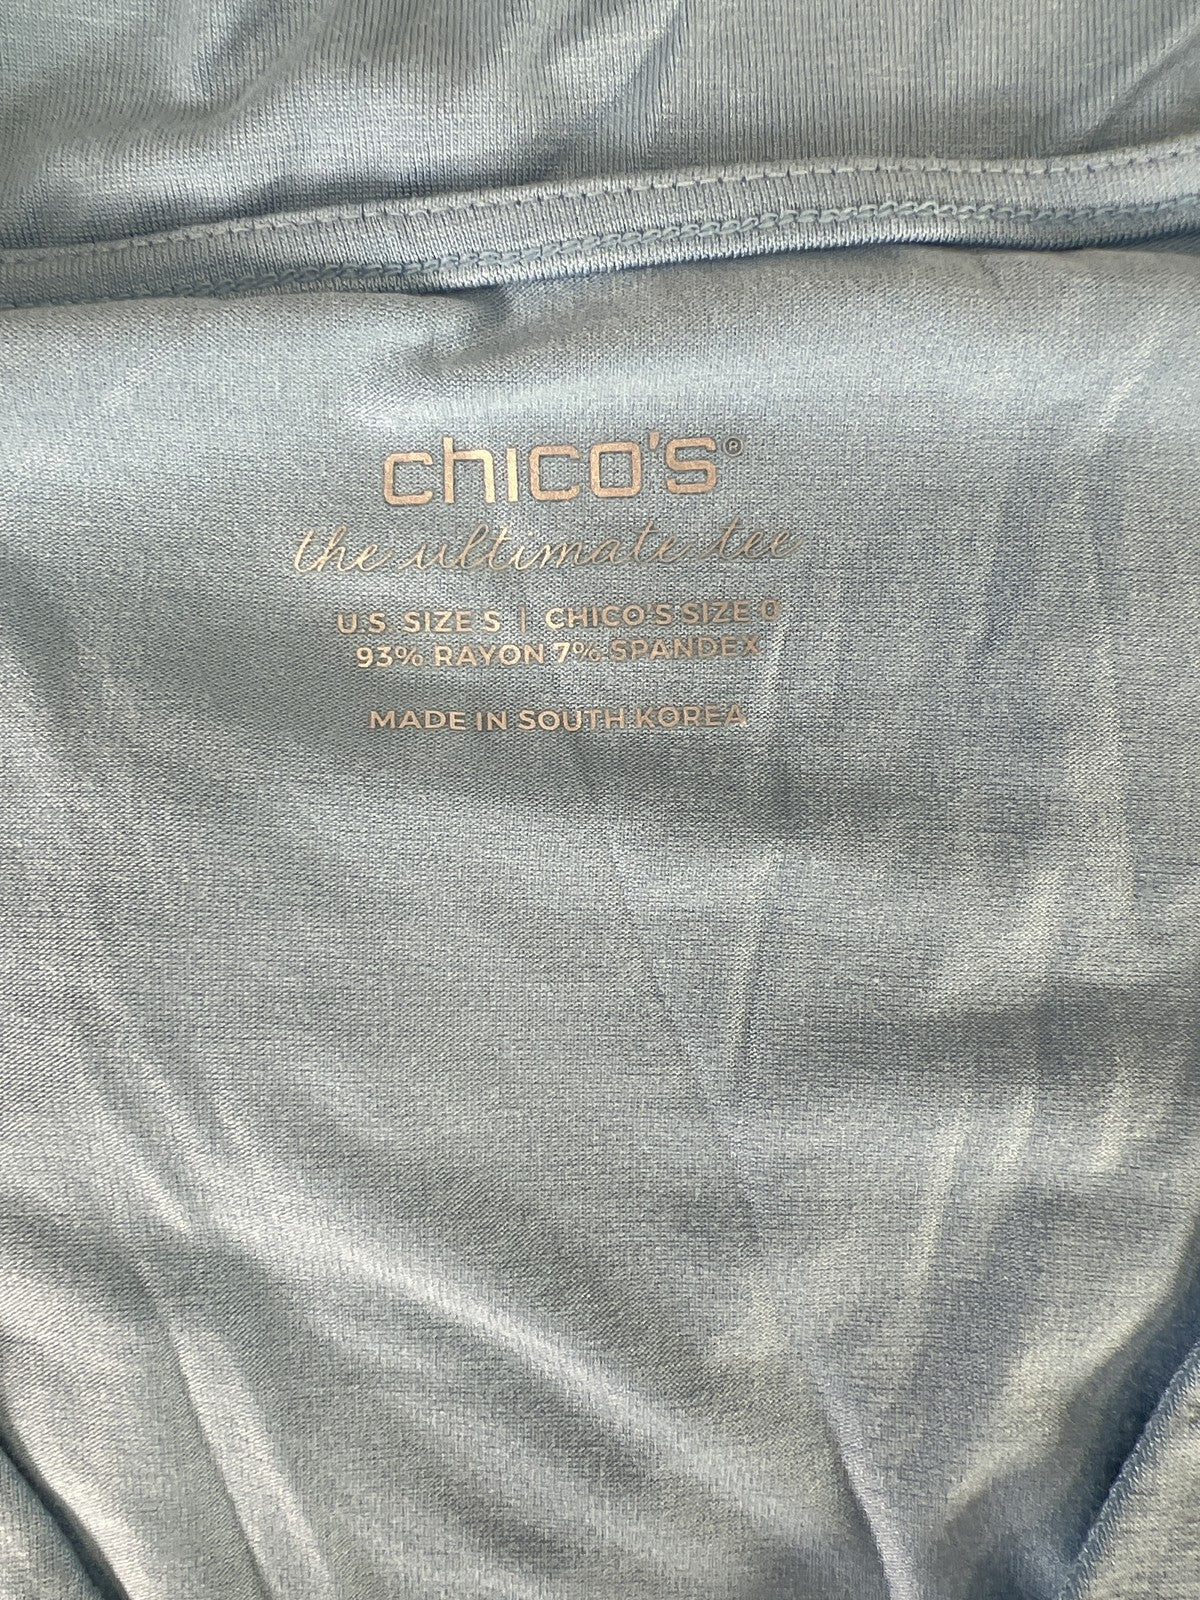 chico's®
the ultimate tee
U.S. SIZE S | CHICO'S SIZE 0
93% RAYON 7% SPANDEX
MADE IN SOUTH KOREA